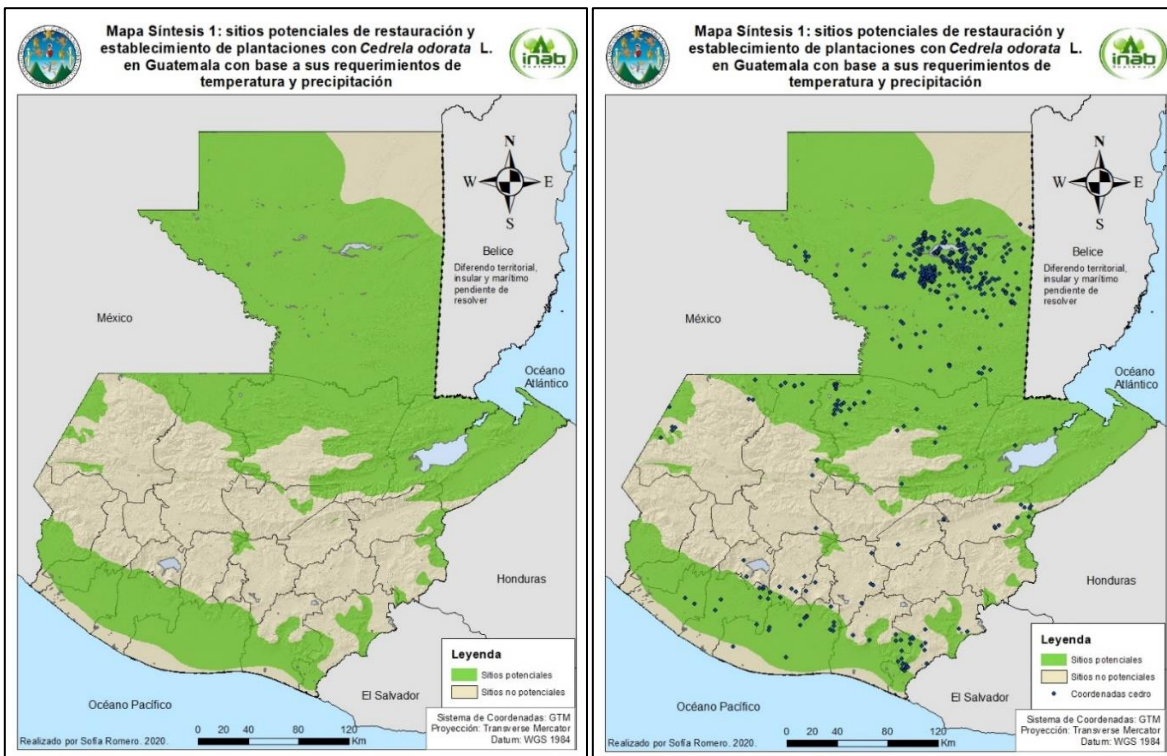 Mapa Síntesis 1: sitios potenciales de restauración y
establecimiento de plantaciones con Cedrela odorata L.
en Guatemala con base a sus requerimientos de
temperatura y precipitación
inab
Guatemala
N
W E
S
Belice
Diferendo territorial,
insular y marítimo
pendiente de
resolver
México
Océano
Atlántico
Honduras
Leyenda
Sitios potenciales
Sitios no potenciales
El Salvador
Océano Pacífico
Sistema de Coordenadas: GTM
Proyección: Transverse Mercator
Datum: WGS 1984
0 20 40 80 120
Km
Realizado por Sofía Romero. 2020.
Mapa Síntesis 1: sitios potenciales de restauración y
establecimiento de plantaciones con Cedrela odorata L.
en Guatemala con base a sus requerimientos de
temperatura y precipitación
inab
Guatemala
N
W E
S
Belice
Diferendo territorial,
insular y marítimo
pendiente de
resolver
México
Océano
Atlántico
Honduras
Leyenda
Sitios potenciales
Sitios no potenciales
Coordenadas cedro
El Salvador
Océano Pacífico
Sistema de Coordenadas: GTM
Proyección: Transverse Mercator
Datum: WGS 1984
0 20 40 80 120
Km
Realizado por Sofía Romero. 2020.